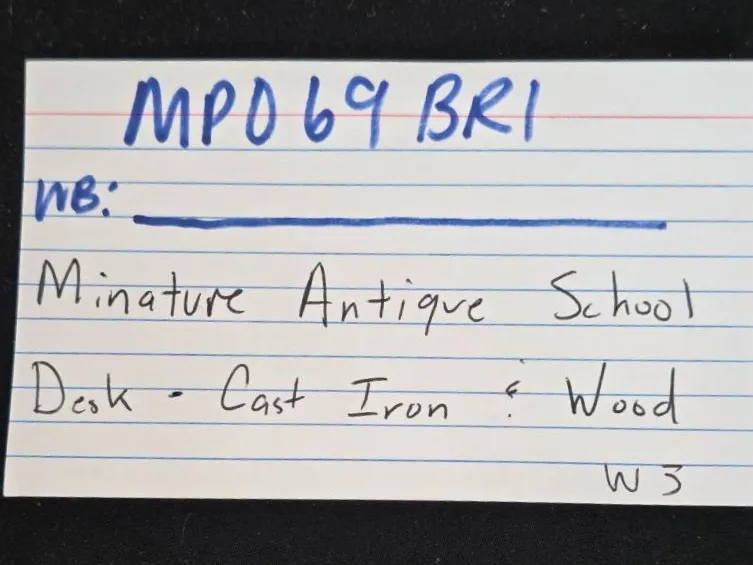 MP069BRI
WB:
Minature Antique School
Desk - Cast Iron & Wood
W3